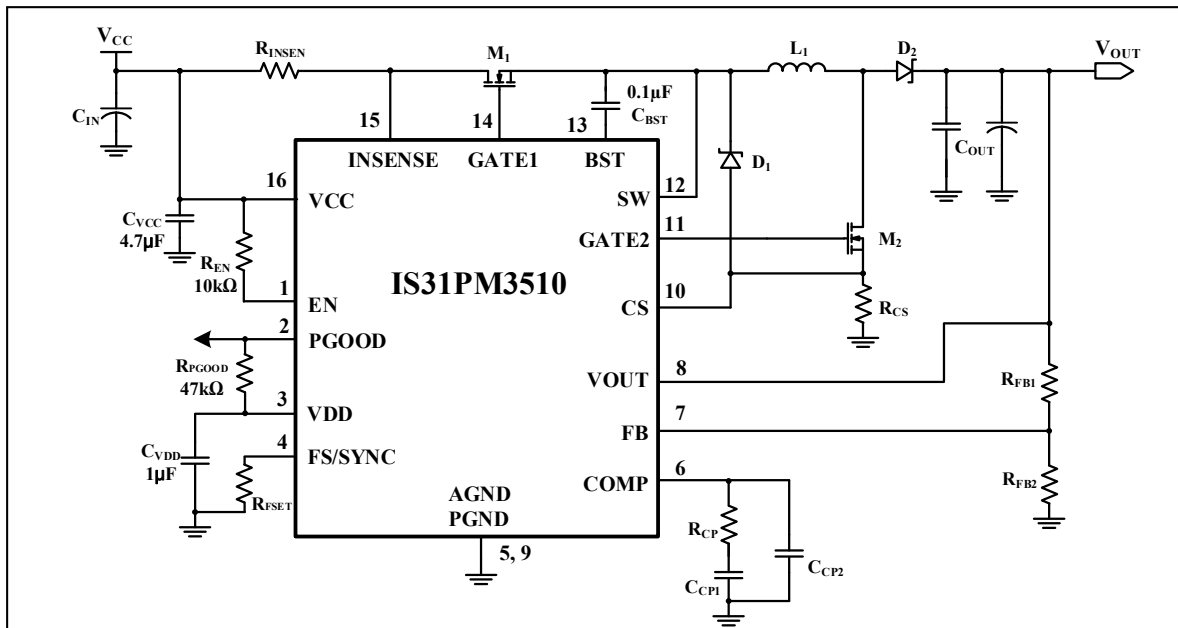 VCC
RINSEN
M1
L1
D2
VOUT
CIN
0.1µF
CBST
COUT
15
14
13
INSENSE
GATE1
BST
D1
16
VCC
12
SW
CVCC
4.7µF
11
GATE2
M2
REN
10kΩ
IS31PM3510
1
EN
10
CS
RCS
2
PGOOD
RPGOOD
47kΩ
8
VOUT
RFB1
3
VDD
7
FB
CVDD
1µF
4
FS/SYNC
6
COMP
RFSET
RFB2
AGND
PGND
RCP
5, 9
CCP1
CCP2